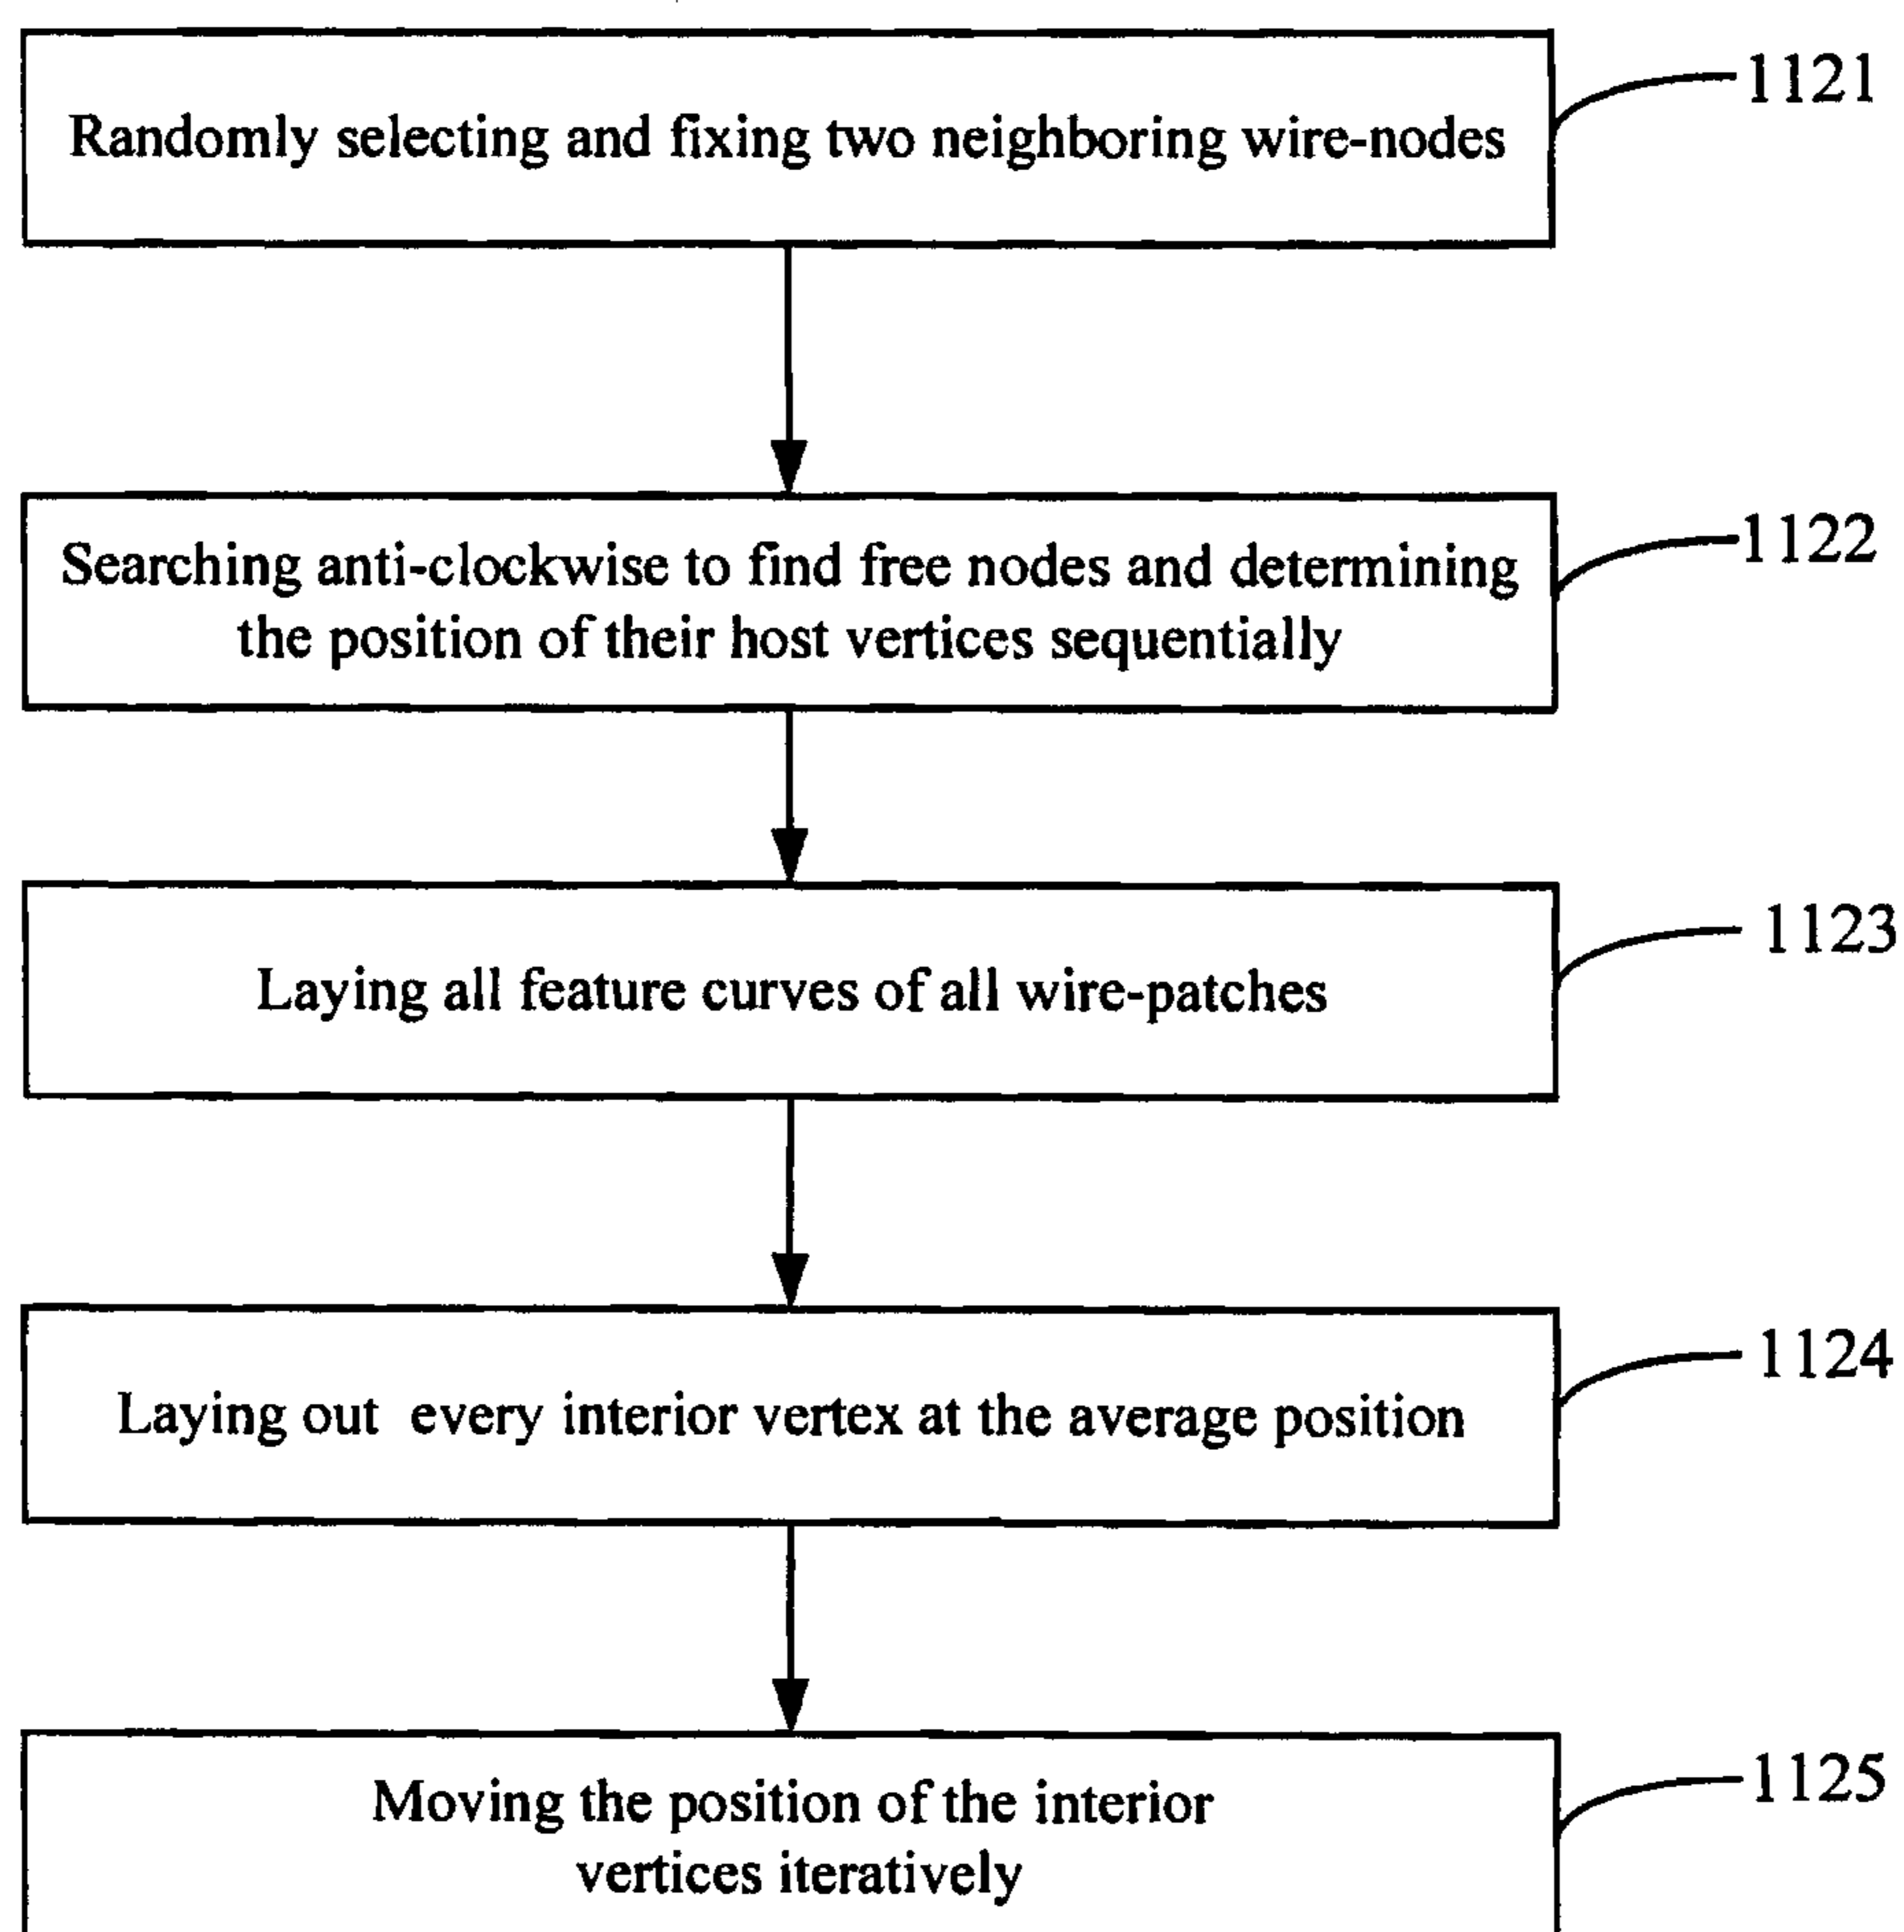 Randomly selecting and fixing two neighboring wire-nodes
1121
Searching anti-clockwise to find free nodes and determining
the position of their host vertices sequentially
1122
Laying all feature curves of all wire-patches
1123
Laying out every interior vertex at the average position
1124
Moving the position of the interior
vertices iteratively
1125